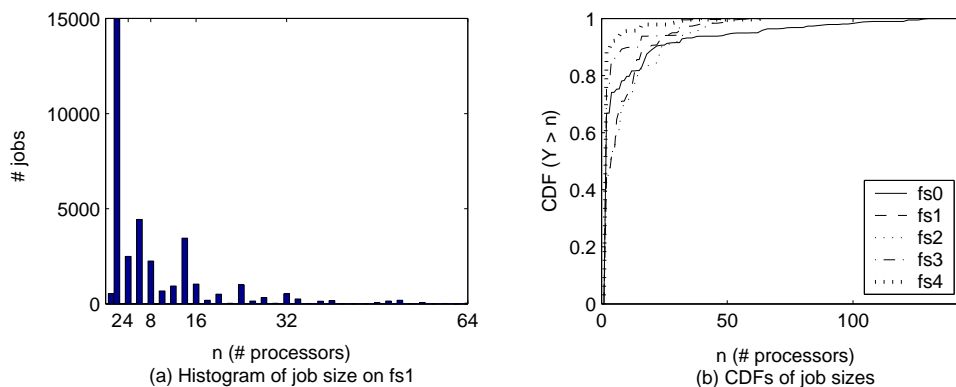 15000
10000
5000
0
# jobs
2 4 8 16 32 64
n (# processors)
(a) Histogram of job size on fs1
1
0.8
0.6
0.4
0.2
0
CDF (Y > n)
fs0
fs1
fs2
fs3
fs4
0 50 100
n (# processors)
(b) CDFs of job sizes